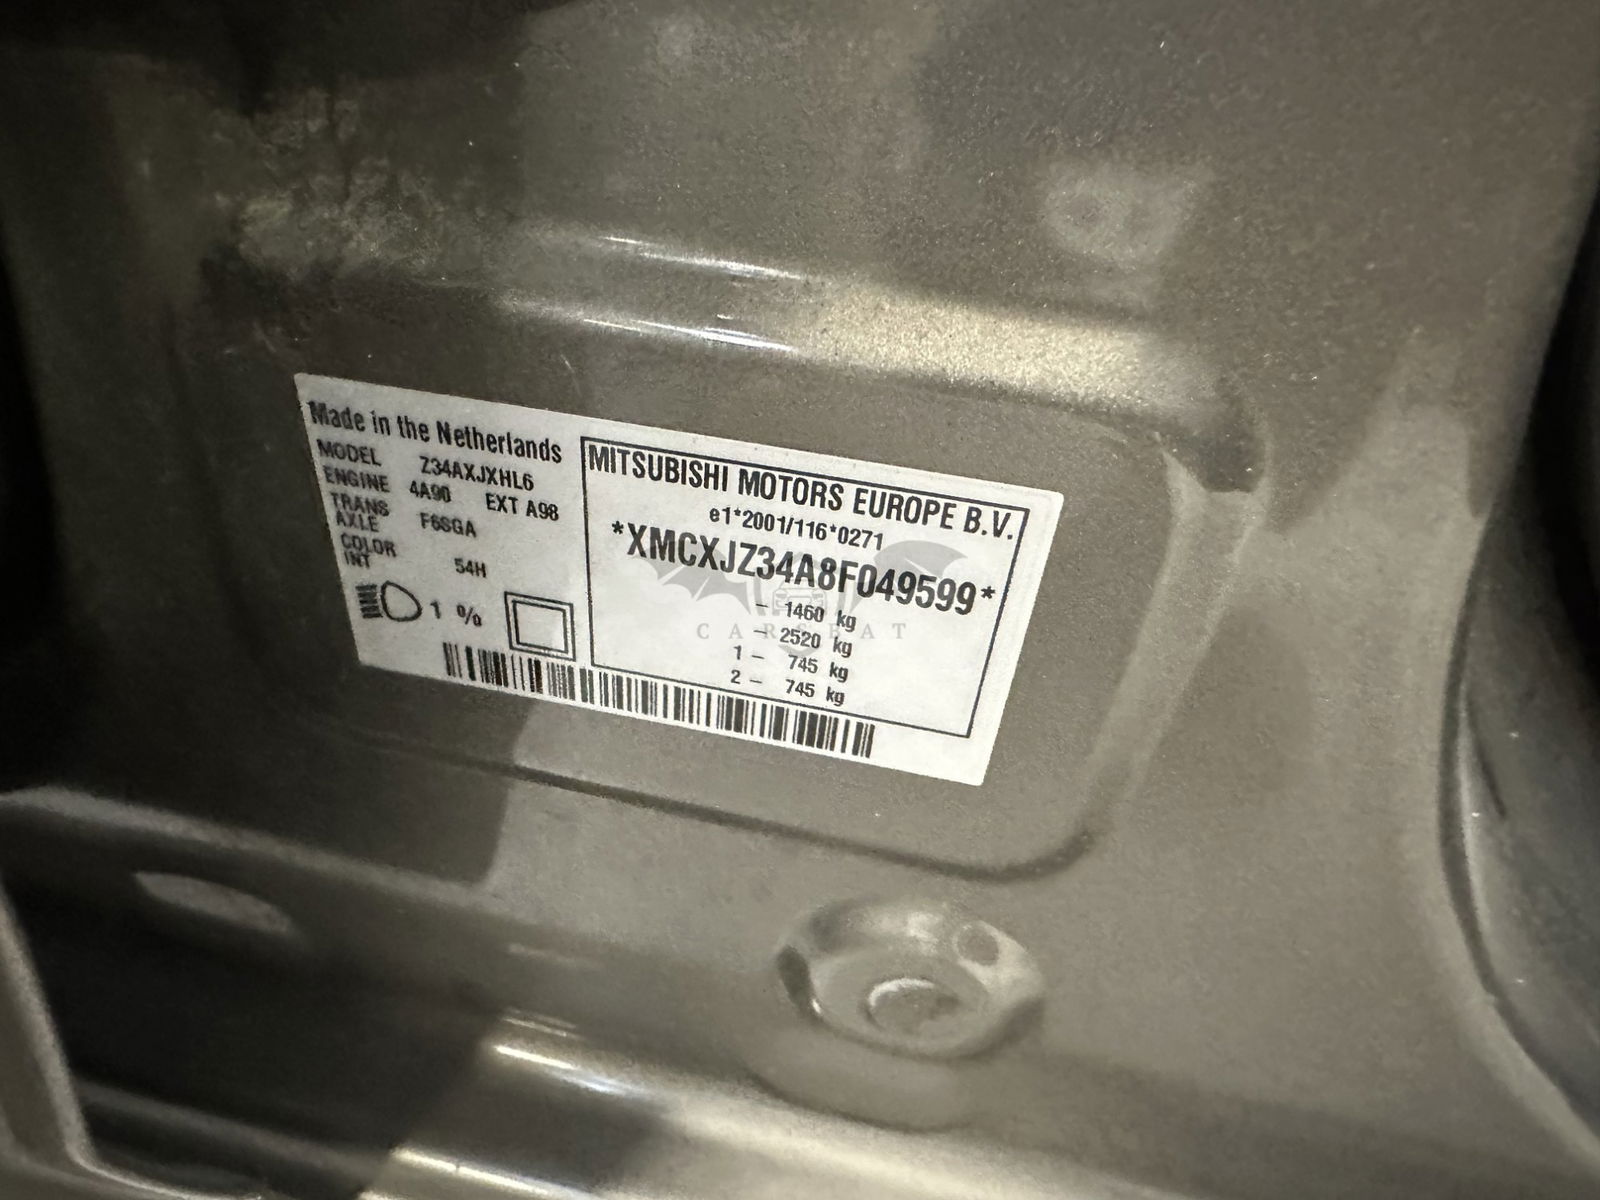 Made in the Netherlands
MODEL Z34AXJXHL6
ENGINE 4A90 EXT A98
TRANS
AXLE F6SGA
COLOR
INT 54H
1 %
MITSUBISHI MOTORS EUROPE B.V.
e1*2001/116*0271
*XMCXJZ34A8F049599*
– 1460 kg
– 2520 kg
1 – 745 kg
2 – 745 kg
CARSBAT